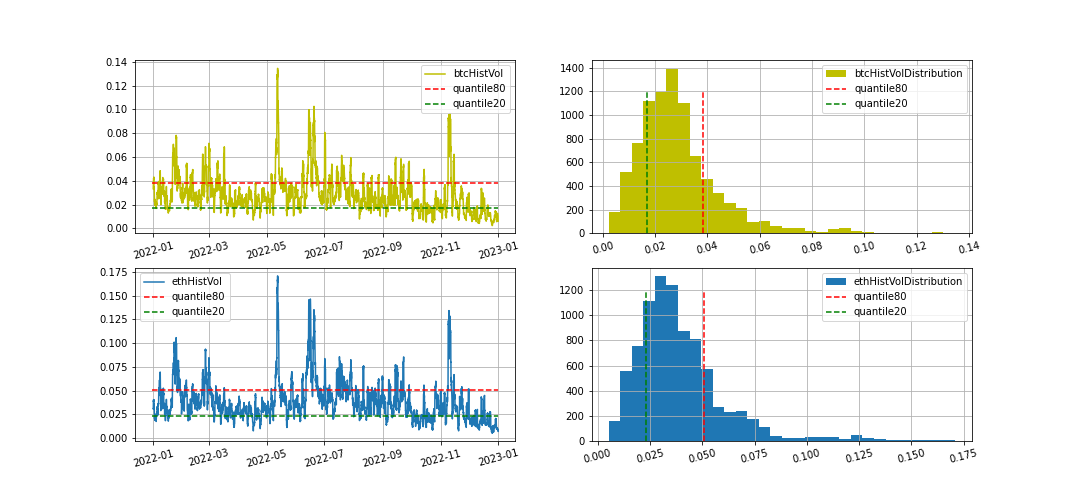 0.14
0.12
0.10
0.08
0.06
0.04
0.02
0.00
btcHistVol
quantile80
quantile20
2022-01 2022-03 2022-05 2022-07 2022-09 2022-11 2023-01
1400
1200
1000
800
600
400
200
0
btcHistVolDistribution
quantile80
quantile20
0.00 0.02 0.04 0.06 0.08 0.10 0.12 0.14
0.175
0.150
0.125
0.100
0.075
0.050
0.025
0.000
ethHistVol
quantile80
quantile20
2022-01 2022-03 2022-05 2022-07 2022-09 2022-11 2023-01
1200
1000
800
600
400
200
0
ethHistVolDistribution
quantile80
quantile20
0.000 0.025 0.050 0.075 0.100 0.125 0.150 0.175